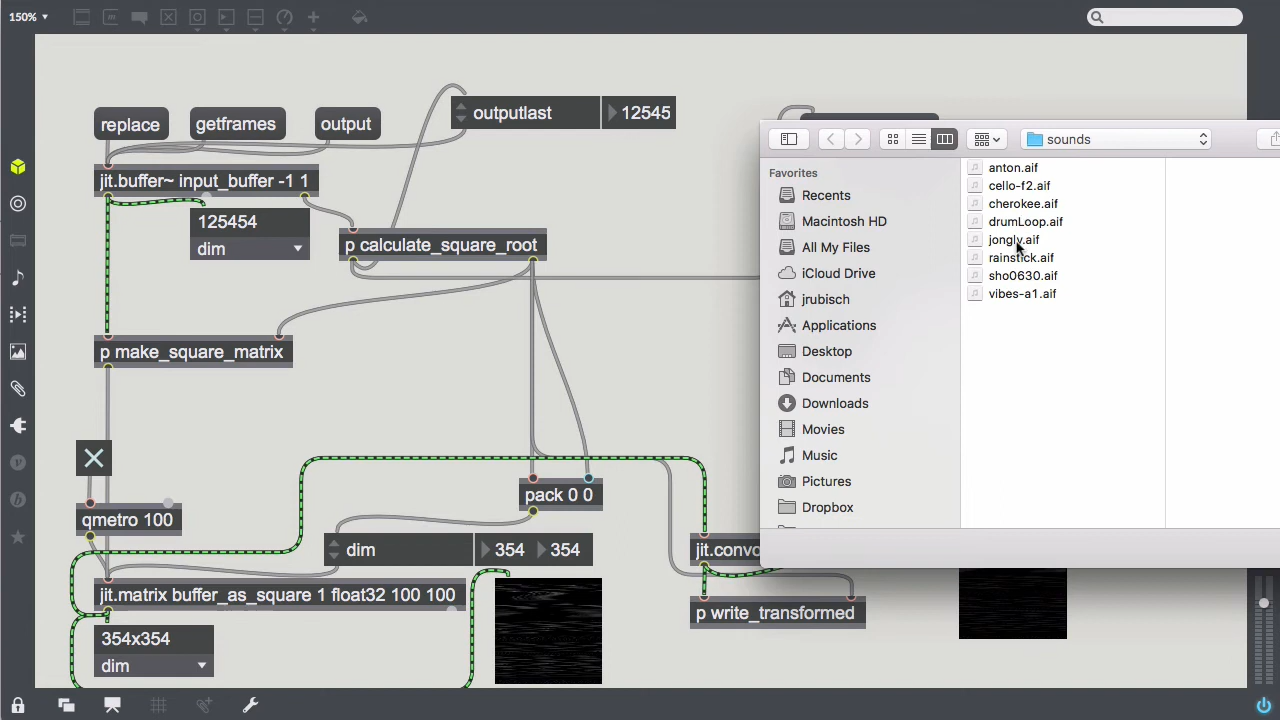 150%
replace
getframes
output
outputlast
12545
jit.buffer~ input_buffer -1 1
125454
dim
p calculate_square_root
p make_square_matrix
qmetro 100
pack 0 0
dim
354
354
jit.matrix buffer_as_square 1 float32 100 100
354x354
dim
jit.convo
p write_transformed
sounds
Favorites
Recents
Macintosh HD
All My Files
iCloud Drive
jrubisch
Applications
Desktop
Documents
Downloads
Movies
Music
Pictures
Dropbox
anton.aif
cello-f2.aif
cherokee.aif
drumLoop.aif
jongly.aif
rainstick.aif
sho0630.aif
vibes-a1.aif